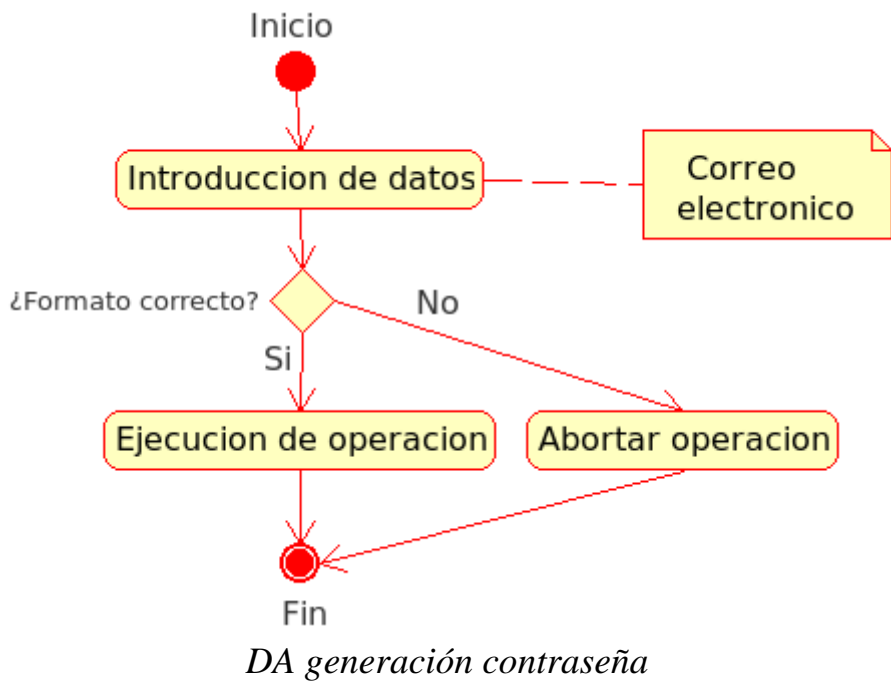 Inicio
Introduccion de datos
Correo
electronico
¿Formato correcto?
No
Si
Ejecucion de operacion
Abortar operacion
Fin
DA generación contraseña